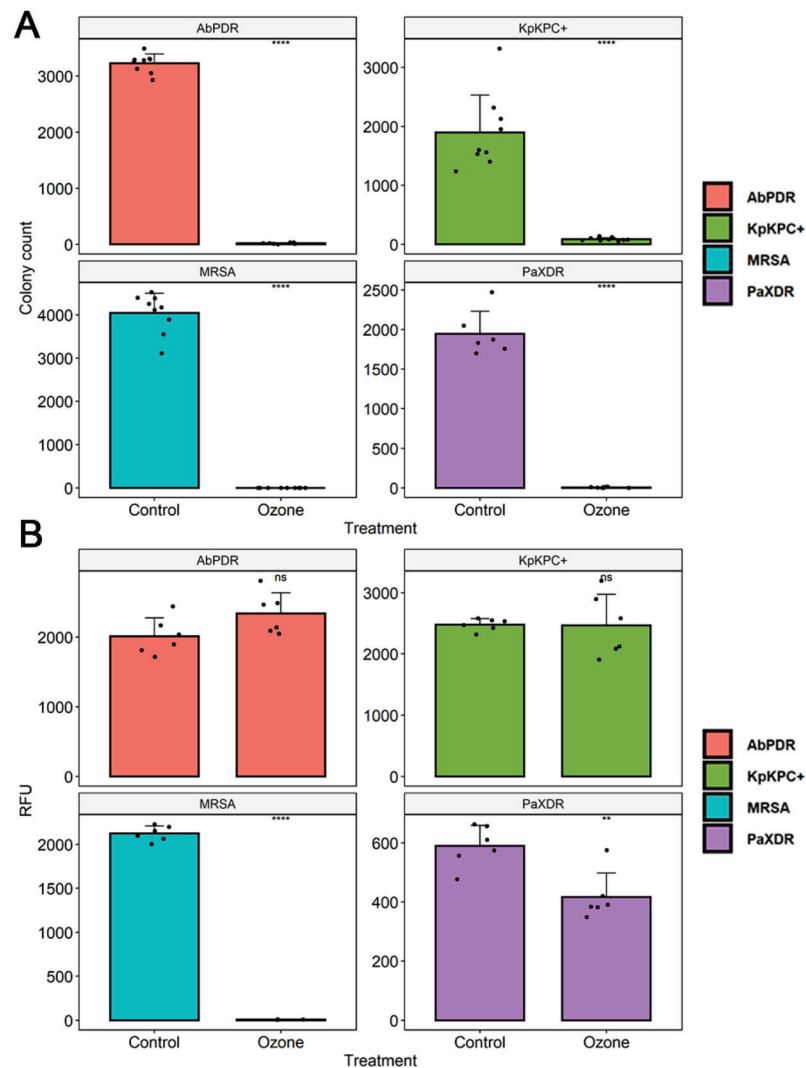 A
AbPDR
KpKPC+
****
****
3000
2000
1000
0
3000
2000
1000
0
Colony count
MRSA
PaXDR
****
****
4000
3000
2000
1000
0
2500
2000
1500
1000
500
0
Control
Ozone
Control
Ozone
Treatment
AbPDR
KpKPC+
MRSA
PaXDR
B
AbPDR
KpKPC+
ns
ns
2000
1000
0
3000
2000
1000
0
RFU
MRSA
PaXDR
****
**
2000
1500
1000
500
0
600
400
200
0
Control
Ozone
Control
Ozone
Treatment
AbPDR
KpKPC+
MRSA
PaXDR